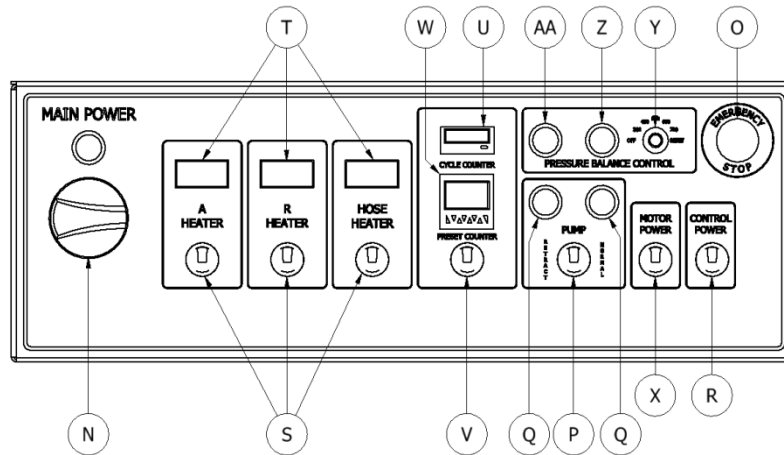 W U AA Z Y O
T
MAIN POWER
EMERGENCY
STOP
OFF
CYCLE COUNTER
PRESSURE BALANCE CONTROL
A
HEATER
R
HEATER
HOSE
HEATER
PRESET COUNTER
RETRACT
PUMP
NORMAL
MOTOR
POWER
CONTROL
POWER
N S V Q P Q X R